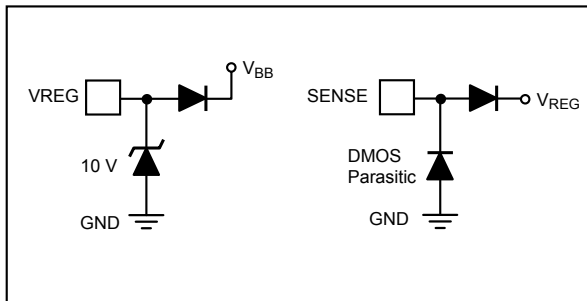 VREG
V_BB
10 V
GND
SENSE
V_REG
DMOS
Parasitic
GND